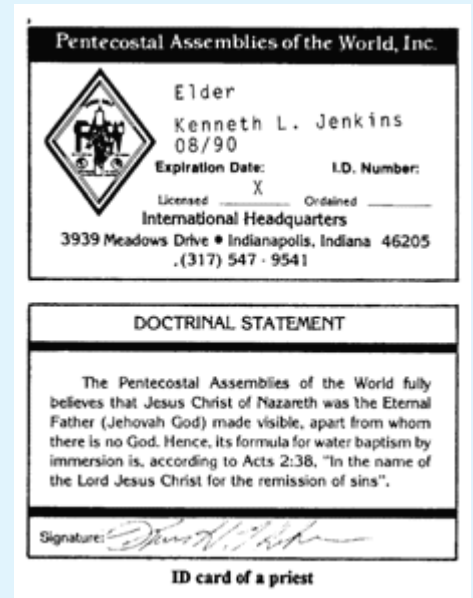 Pentecostal Assemblies of the World, Inc.
Elder
Kenneth L. Jenkins
08/90
Expiration Date: I.D. Number:
X
Licensed ________ Ordained ________
International Headquarters
3939 Meadows Drive • Indianapolis, Indiana 46205
.(317) 547 - 9541
DOCTRINAL STATEMENT
The Pentecostal Assemblies of the World fully
believes that Jesus Christ of Nazareth was the Eternal
Father (Jehovah God) made visible, apart from whom
there is no God. Hence, its formula for water baptism by
immersion is, according to Acts 2:38, "In the name of
the Lord Jesus Christ for the remission of sins".
Signature:
ID card of a priest